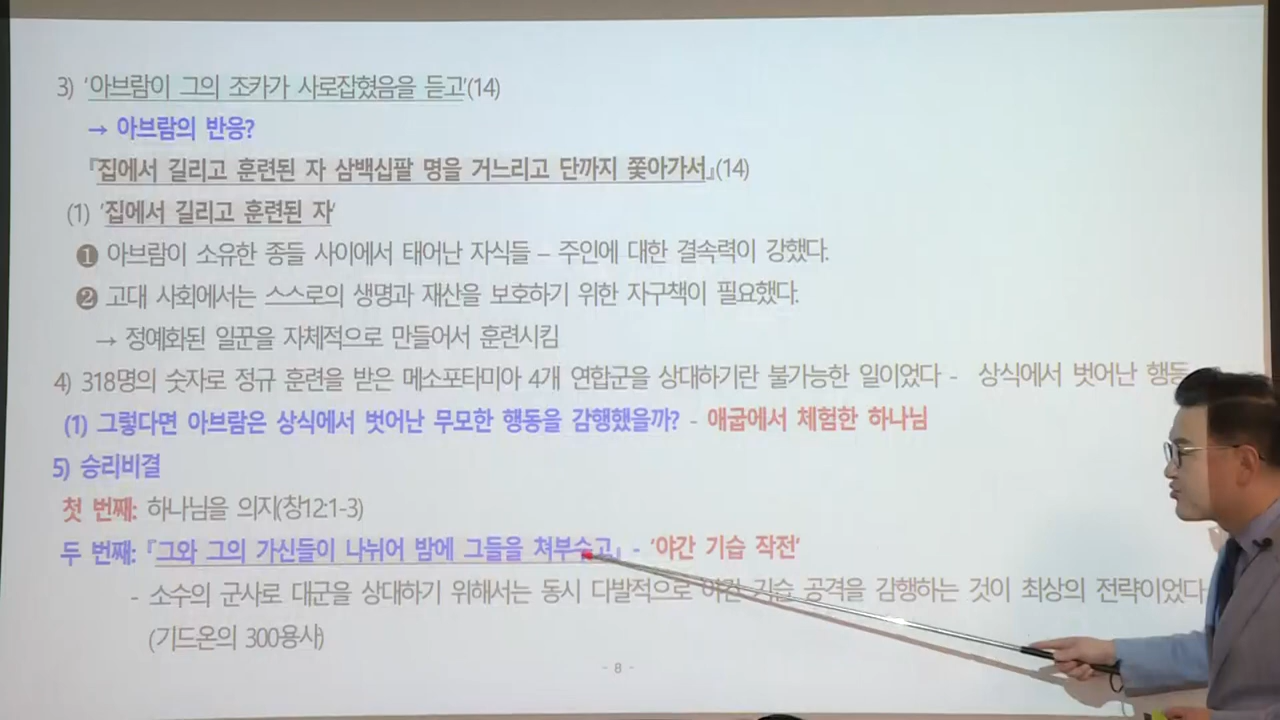 3) '아브람이 그의 조카가 사로잡혔음을 듣고'(14)
→ 아브람의 반응?
『집에서 길리고 훈련된 자 삼백십팔 명을 거느리고 단까지 쫓아가서』(14)
(1) '집에서 길리고 훈련된 자'
❶ 아브람이 소유한 종들 사이에서 태어난 자식들 – 주인에 대한 결속력이 강했다.
❷ 고대 사회에서는 스스로의 생명과 재산을 보호하기 위한 자구책이 필요했다.
→ 정예화된 일꾼을 자체적으로 만들어서 훈련시킴
4) 318명의 숫자로 정규 훈련을 받은 메소포타미아 4개 연합군을 상대하기란 불가능한 일이었다 - 상식에서 벗어난 행동
(1) 그렇다면 아브람은 상식에서 벗어난 무모한 행동을 감행했을까? - 애굽에서 체험한 하나님
5) 승리비결
첫 번째: 하나님을 의지(창12:1-3)
두 번째: 『그와 그의 가신들이 나뉘어 밤에 그들을 쳐부수고』 - '야간 기습 작전'
- 소수의 군사로 대군을 상대하기 위해서는 동시 다발적으로 야간 기습 공격을 감행하는 것이 최상의 전략이었다
(기드온의 300용사)
- 8 -